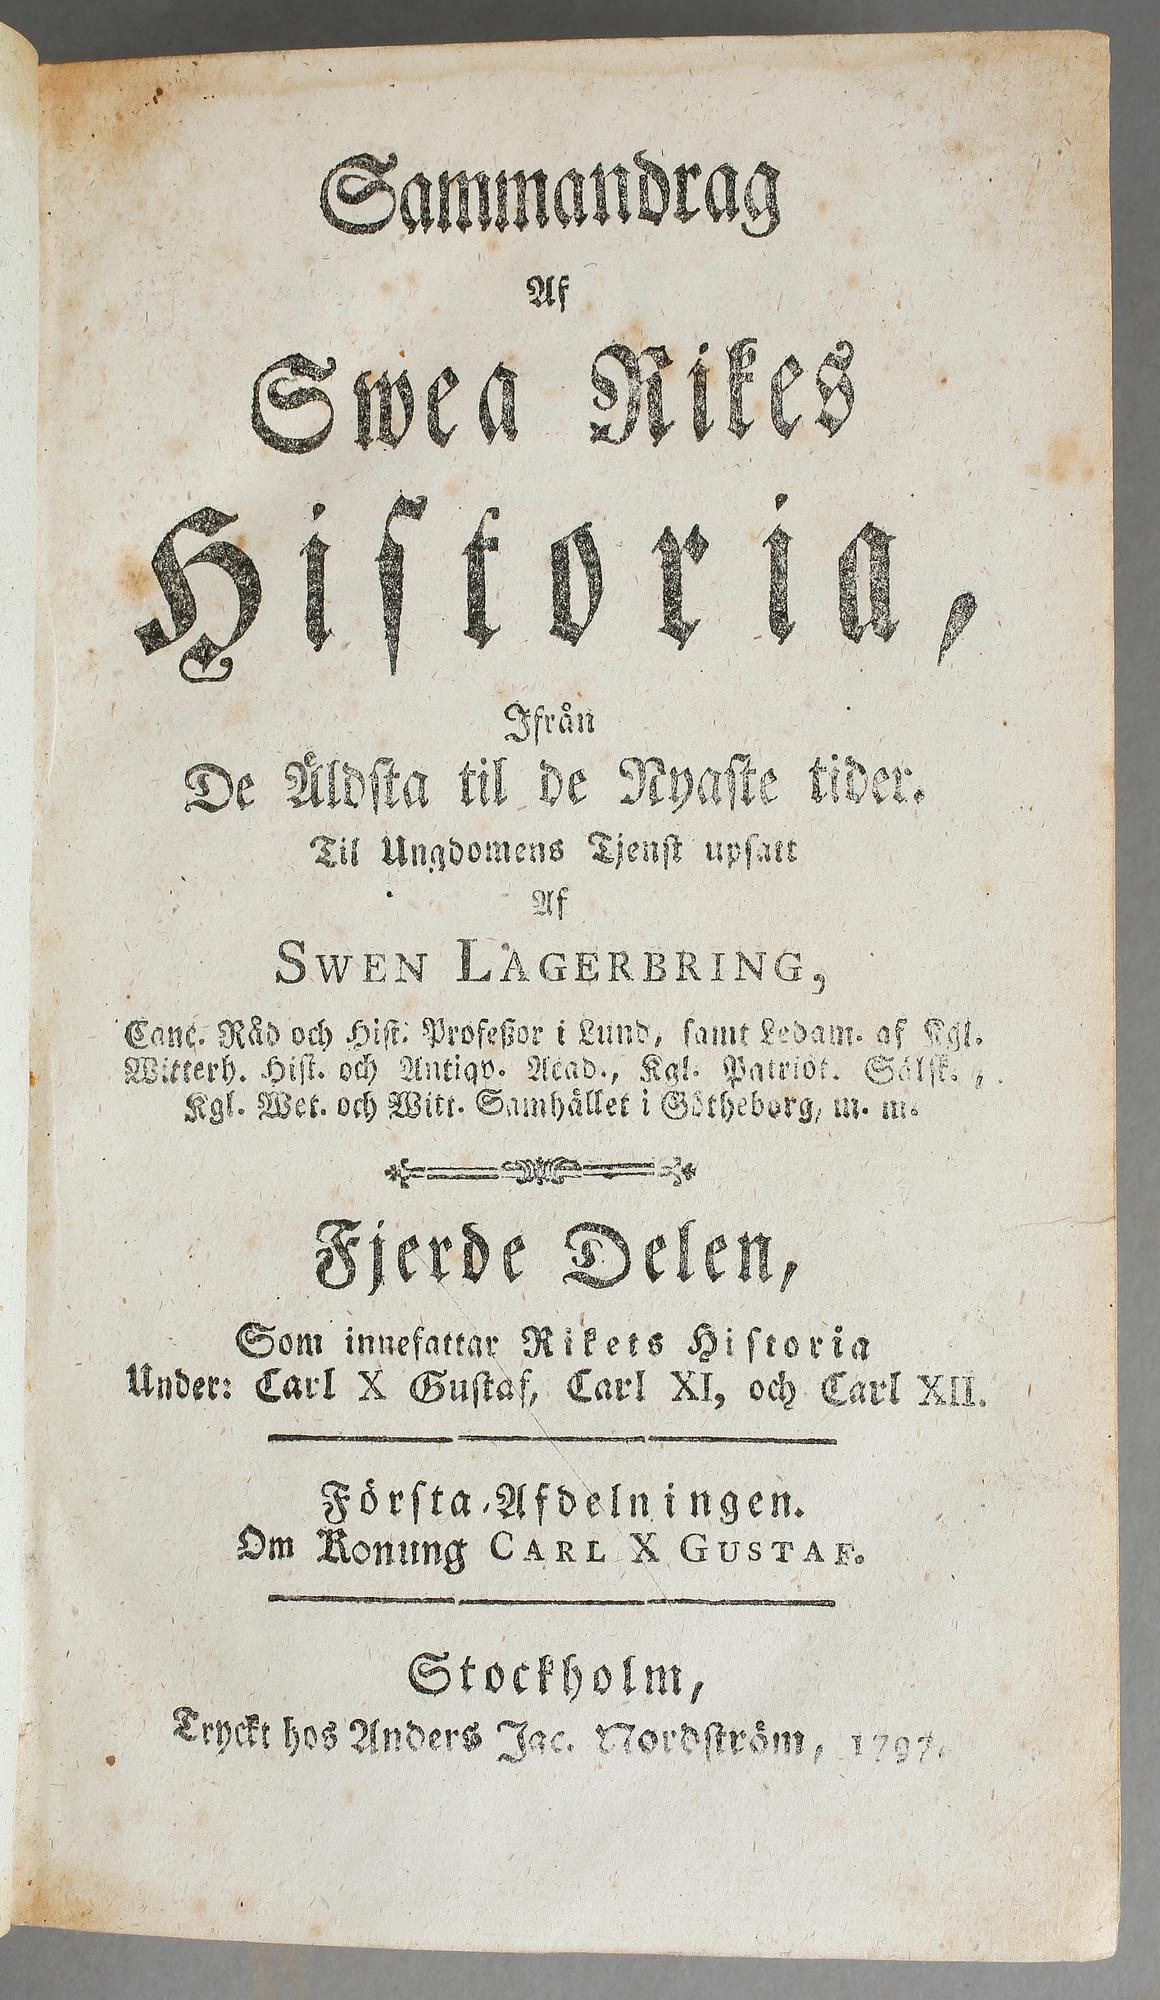 Sammandrag
Af
Swea Rikes
Hiſtoria,
Ifrån
De Äldſta til de Nyaſte tider.
Til Ungdomens Tjenſt upſatt
Af
SWEN LAGERBRING,
Canc. Råd och Hiſt. Profeßor i Lund, ſamt Ledam. af Kgl.
Witterh. Hiſt. och Antiqv. Acad., Kgl. Patriot. Sälſk.,
Kgl. Wet. och Witt. Samhället i Götheborg, m. m.
Fjerde Delen,
Som innefattar Rikets Hiſtoria
Under: Carl X Guſtaf, Carl XI, och Carl XII.
Förſta Afdelningen.
Om Konung CARL X GUSTAF.
Stockholm,
Tryckt hos Anders Jac. Nordſtröm, 1797.